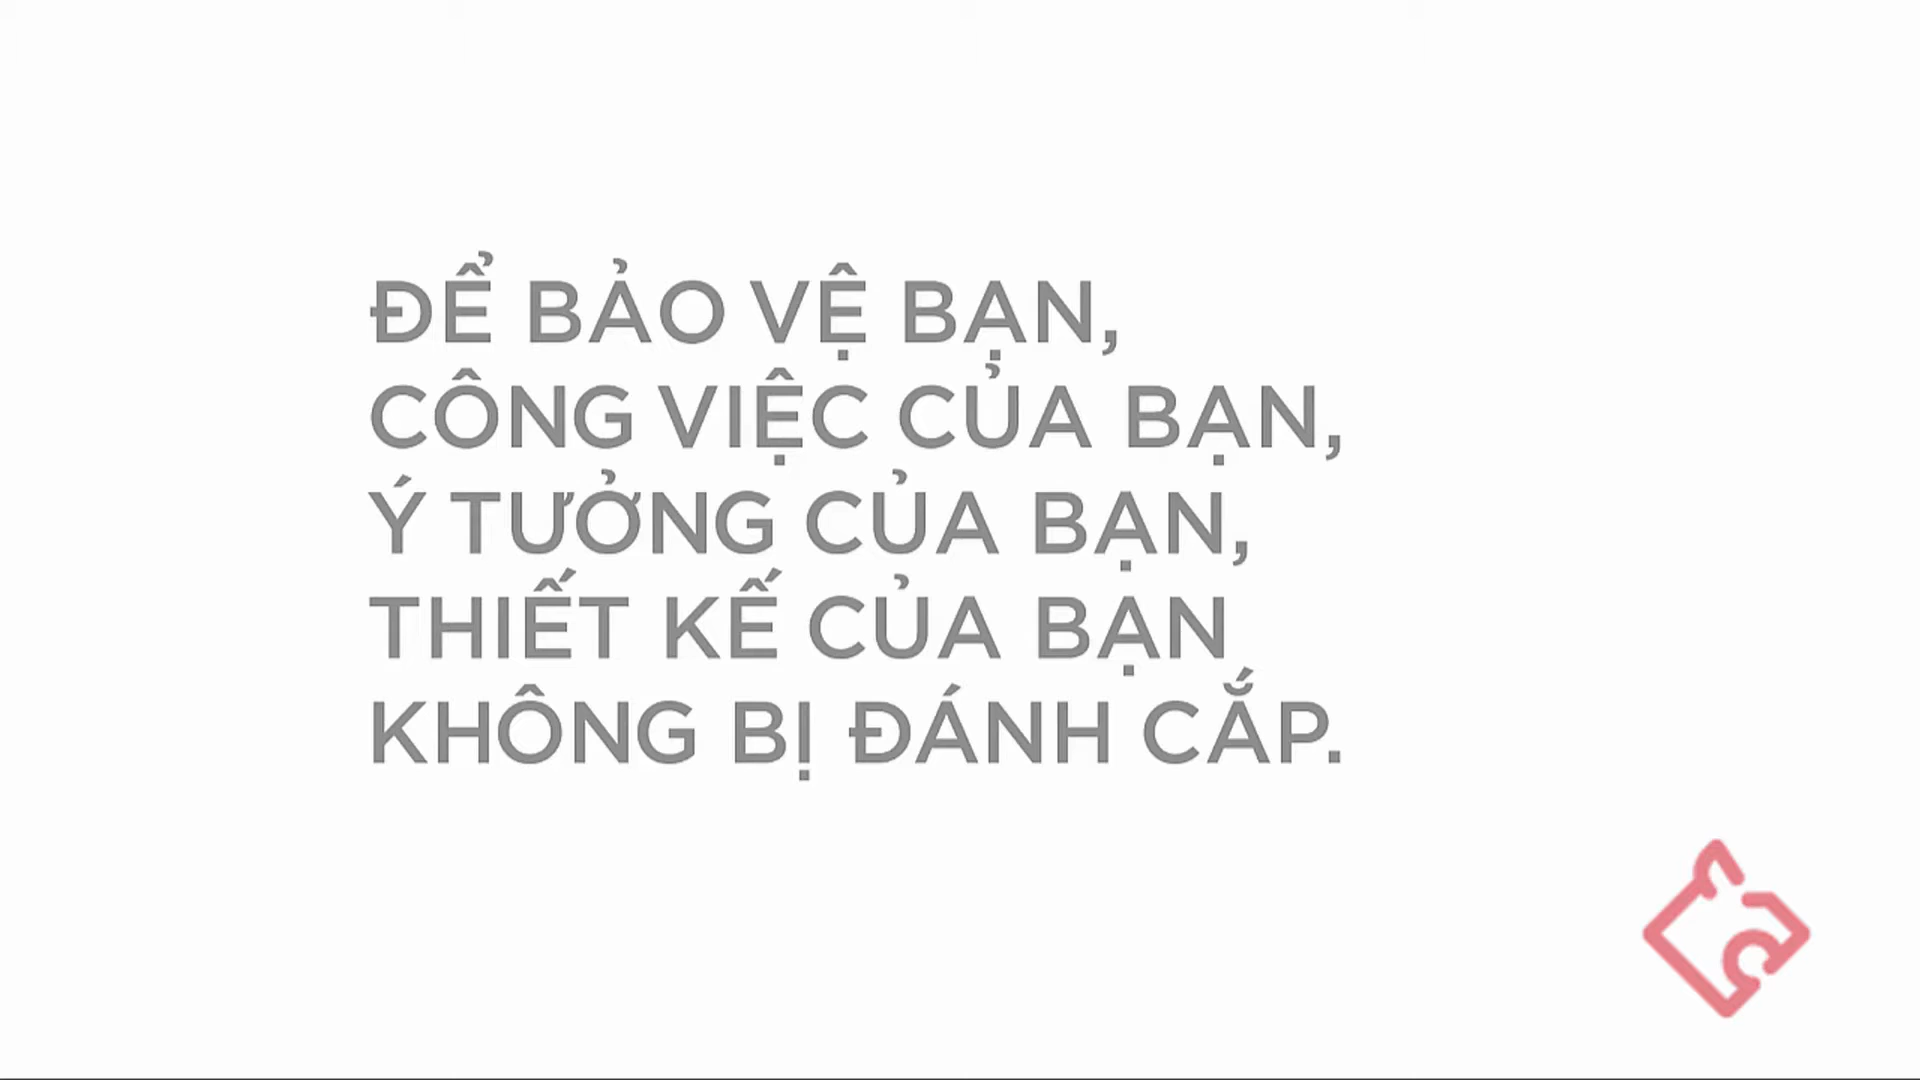 ĐỂ BẢO VỆ BẠN,
CÔNG VIỆC CỦA BẠN,
Ý TƯỞNG CỦA BẠN,
THIẾT KẾ CỦA BẠN
KHÔNG BỊ ĐÁNH CẮP.